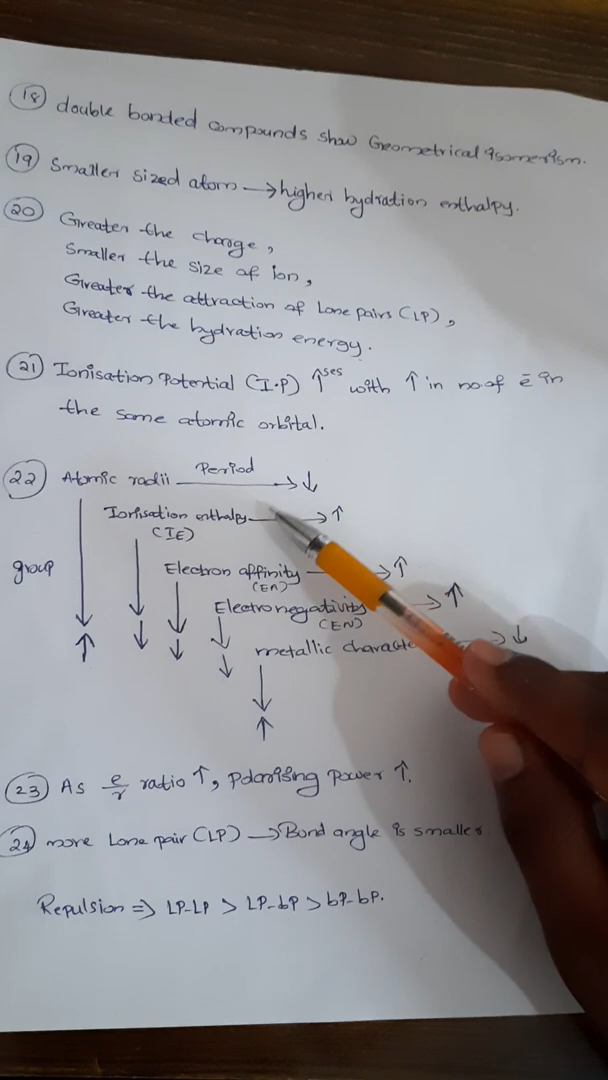 18 double bonded compounds show Geometrical isomerism.
19 Smaller sized atom → higher hydration enthalpy.
20 Greater the charge,
Smaller the size of ion,
Greater the attraction of Lone pairs (LP),
Greater the hydration energy.
21 Ionisation Potential (I.P) ↑ses with ↑ in no of ē in
the same atomic orbital.
22 Atomic radii Period → ↓
Ionisation enthalpy → ↑
(IE)
group
Electron affinity → ↑
(EA)
Electronegativity → ↑
(EN)
metallic characte → ↓
↑ ↓ ↓ ↓ ↑
23 As e/r ratio ↑, Polarising Power ↑.
24 more Lone pair (LP) → Bond angle is smaller
Repulsion ⇒ LP-LP > LP-bP > bP-bP.